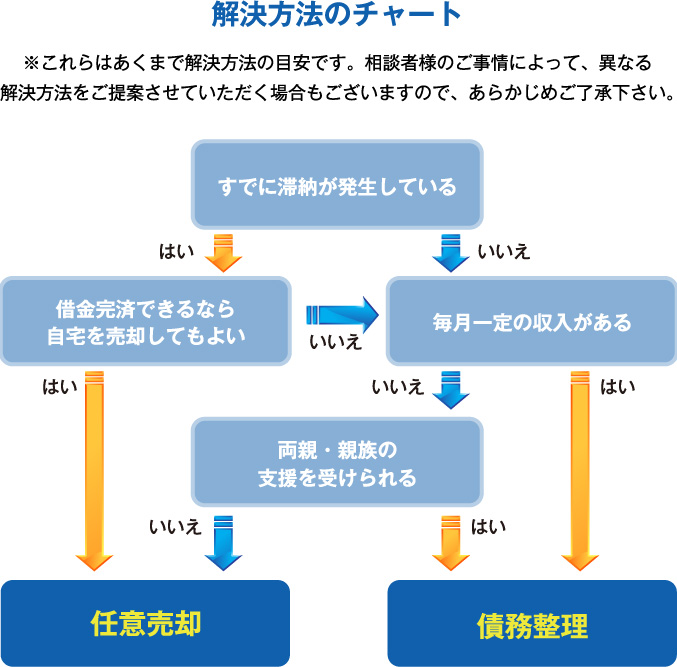 解決方法のチャート
※これらはあくまで解決方法の目安です。相談者様のご事情によって、異なる
解決方法をご提案させていただく場合もございますので、あらかじめご了承下さい。
すでに滞納が発生している
はい
いいえ
借金完済できるなら
自宅を売却してもよい
いいえ
毎月一定の収入がある
はい
いいえ
はい
両親・親族の
支援を受けられる
いいえ
はい
任意売却
債務整理